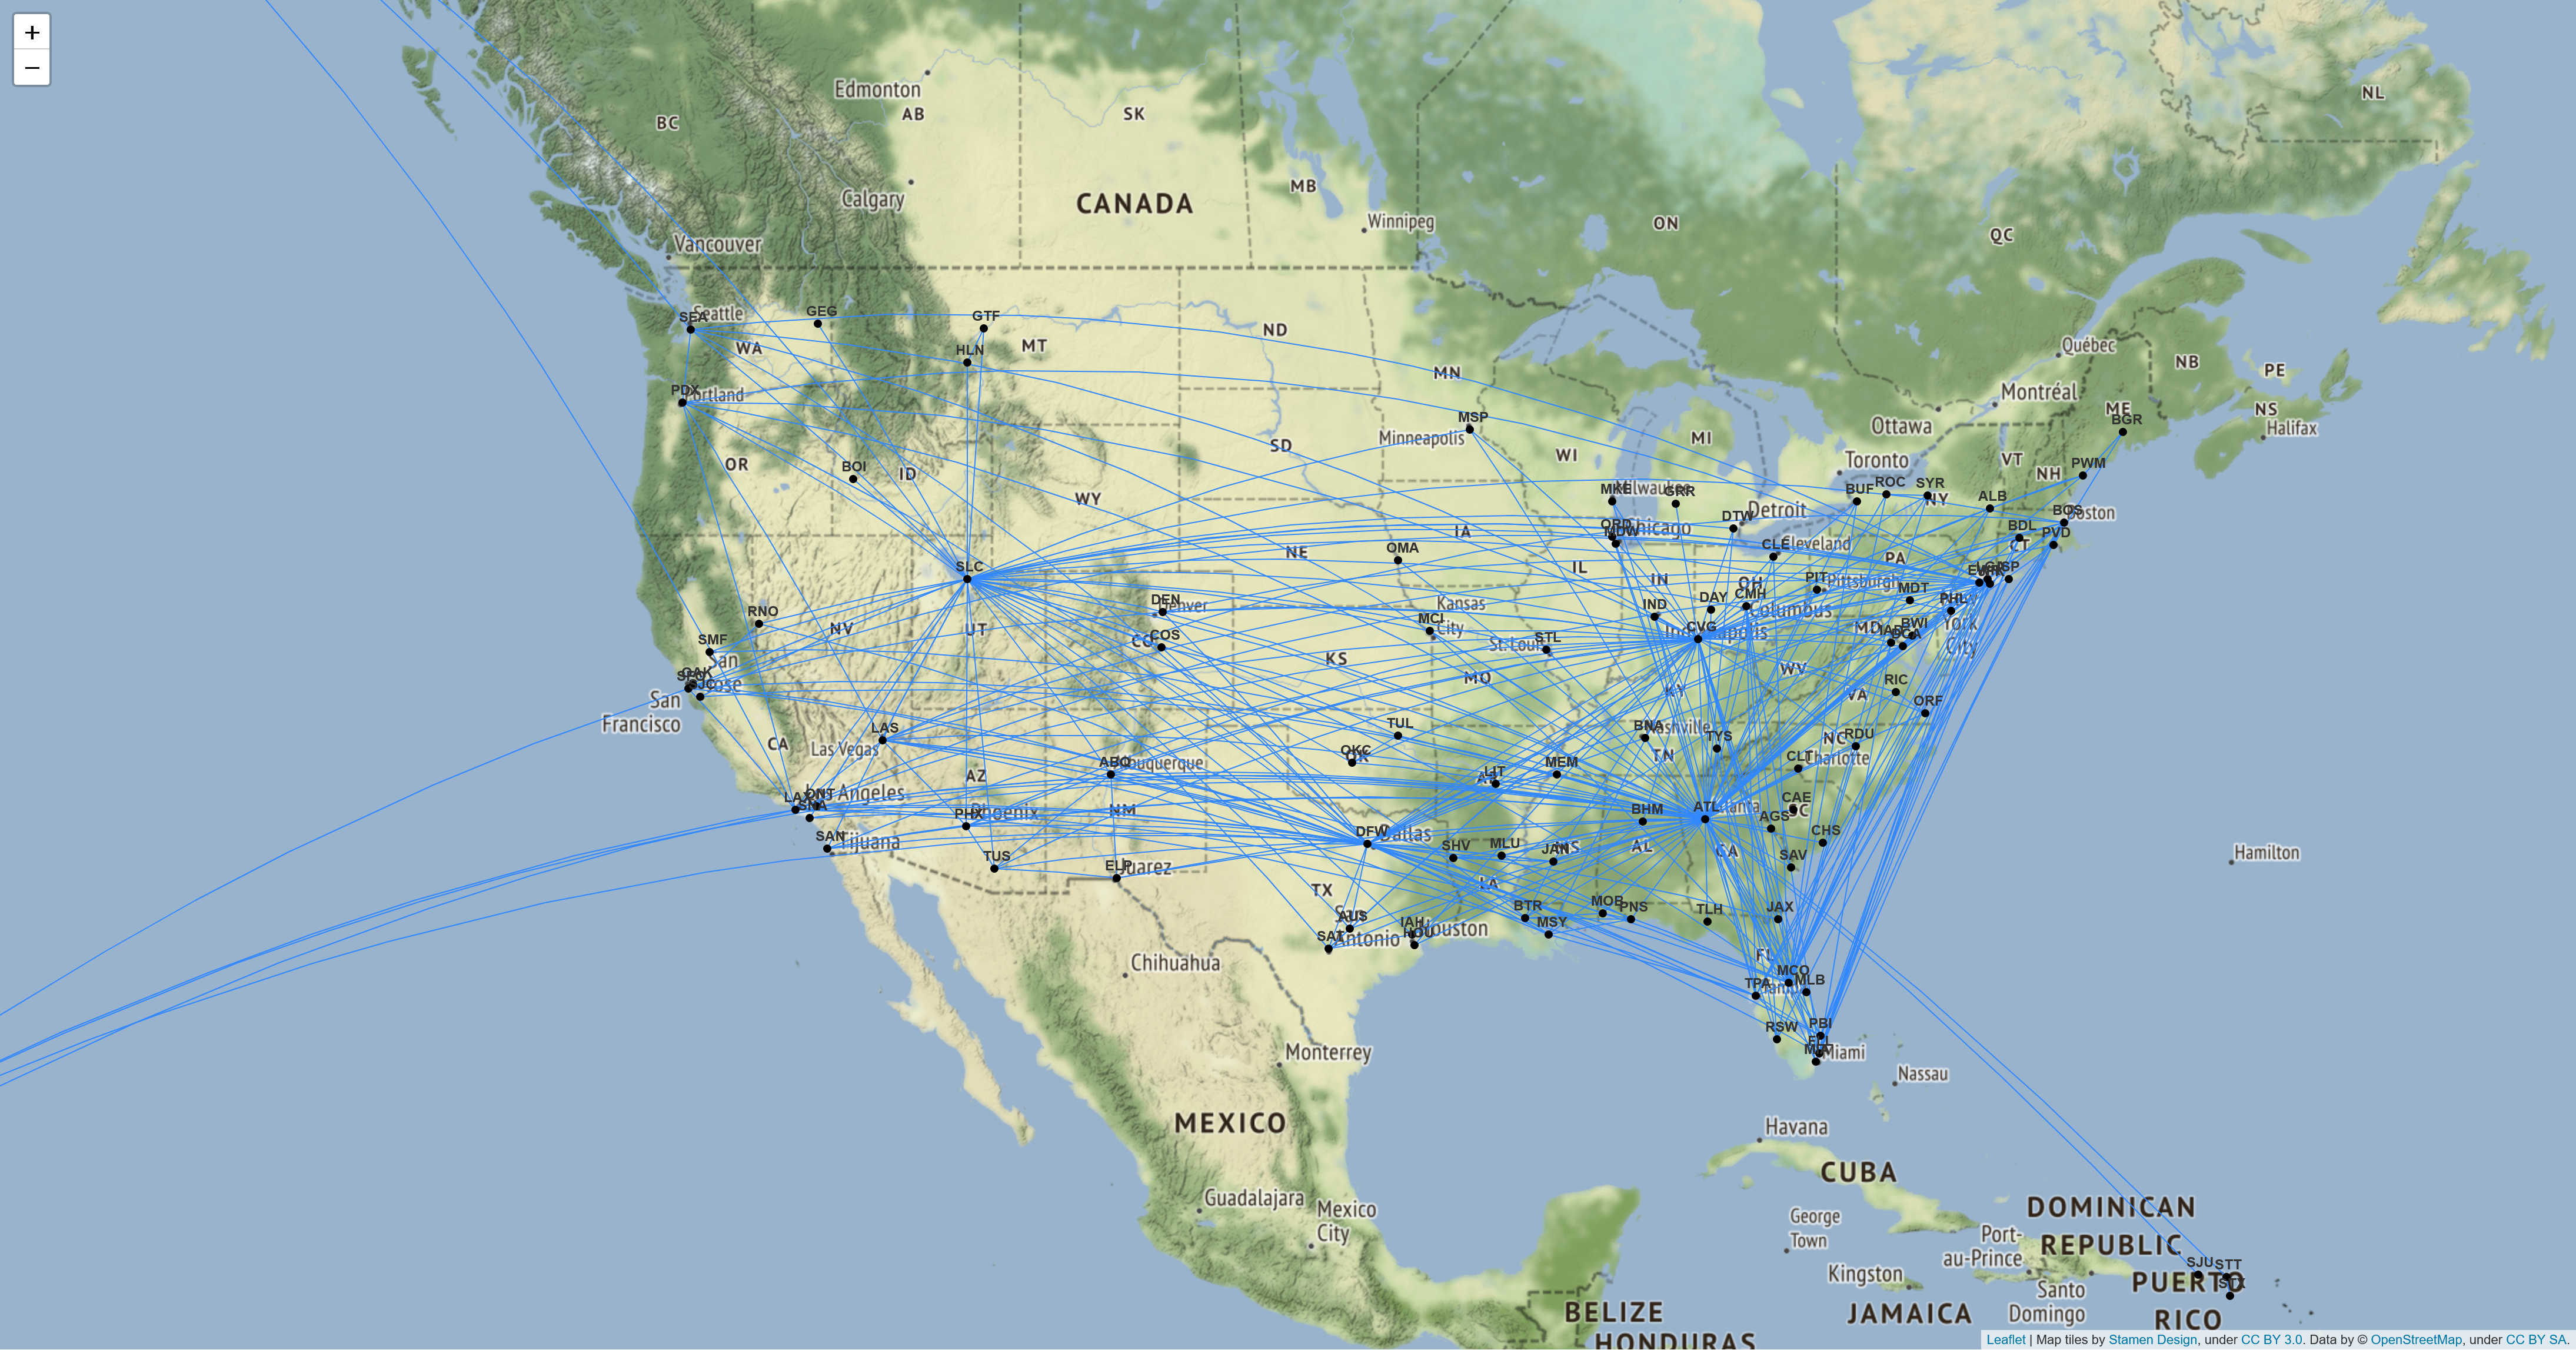 +
−
Edmonton
AB
SK
NL
BC
MB
Calgary
CANADA
Winnipeg
ON
QC
Vancouver
SEA
Seattle
GEG
GTF
ND
WA
HLN
MT
Québec
NB
PE
MN
PDX
Portland
Montréal
ME
NS
BGR
Halifax
MSP
Minneapolis
SD
Ottawa
MI
WI
OR
BOI
ID
Toronto
VT
NH
PWM
WY
MKE
Milwaukee
GRR
BUF
ROC
SYR
NY
ALB
BOS
Boston
DTW
Detroit
ORD
MDW
Chicago
IA
BDL
CT
PVD
OMA
NE
CLE
Cleveland
PA
SLC
IL
IN
OH
PIT
Pittsburgh
MDT
DEN
Denver
Kansas
City
RNO
NV
UT
CO
COS
MCI
IND
DAY
CMH
Columbus
CVG
PHL
York
City
MD
IAD
BWI
DCA
SMF
San
Jose
OAK
SFO
San
Francisco
KS
STL
St. Louis
MO
KY
WV
VA
RIC
ORF
LAS
Las Vegas
CA
TUL
BNA
Nashville
TN
TYS
NC
RDU
OKC
OK
CLT
Charlotte
ABQ
Albuquerque
AZ
NM
LIT
MEM
LAX
ONT
SNA
Los Angeles
PHX
Phoenix
SAN
Tijuana
DFW
Dallas
BHM
ATL
Atlanta
CAE
SC
AGS
CHS
TUS
ELP
Juarez
SHV
MLU
JAN
MS
AL
GA
SAV
Hamilton
TX
LA
AUS
SAT
San
Antonio
IAH
HOU
Houston
BTR
MSY
MOB
PNS
TLH
JAX
FL
Chihuahua
MCO
MLB
TPA
Tampa
RSW
PBI
FLL
MIA
Miami
Monterrey
Nassau
MEXICO
Havana
CUBA
Guadalajara
Mexico
City
George
Town
Port-
au-Prince
DOMINICAN
REPUBLIC
Kingston
Santo
Domingo
SJU
STT
STX
PUERTO
RICO
BELIZE
JAMAICA
HONDURAS
Leaflet | Map tiles by Stamen Design, under CC BY 3.0. Data by © OpenStreetMap, under CC BY SA.